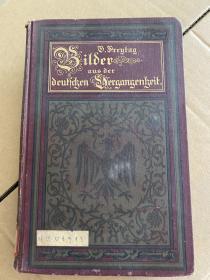 G. Freytag
Bilder
aus der
deutschen Vergangenheit.